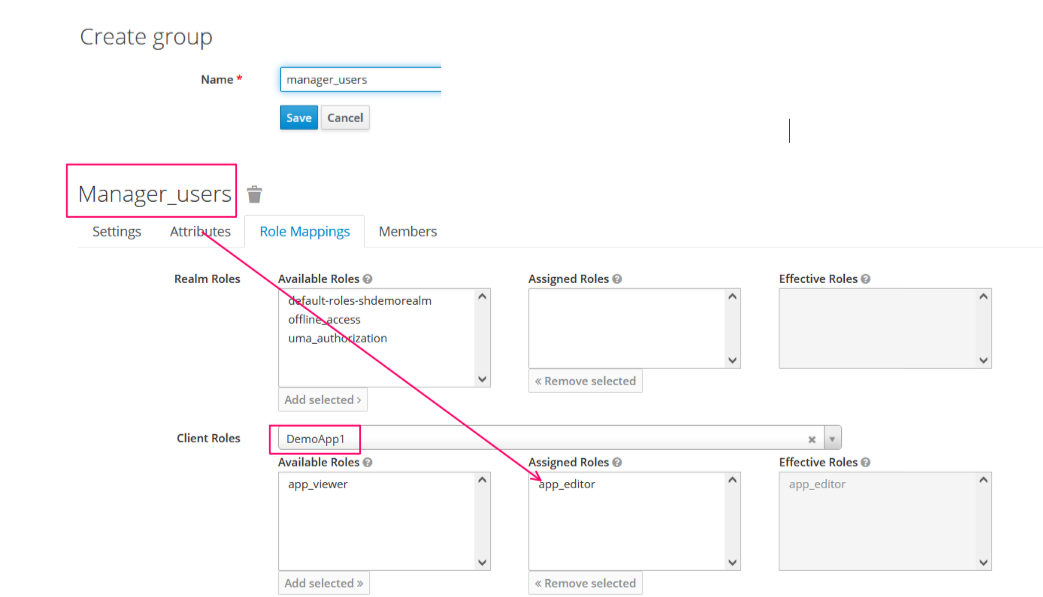 Create group
Name *
manager_users
Save Cancel
Manager_users
Settings Attributes Role Mappings Members
Realm Roles Available Roles Assigned Roles Effective Roles
default-roles-shdemorealm
offline_access
uma_authorization
« Remove selected
Add selected >
Client Roles DemoApp1
Available Roles Assigned Roles Effective Roles
app_viewer app_editor app_editor
Add selected » « Remove selected